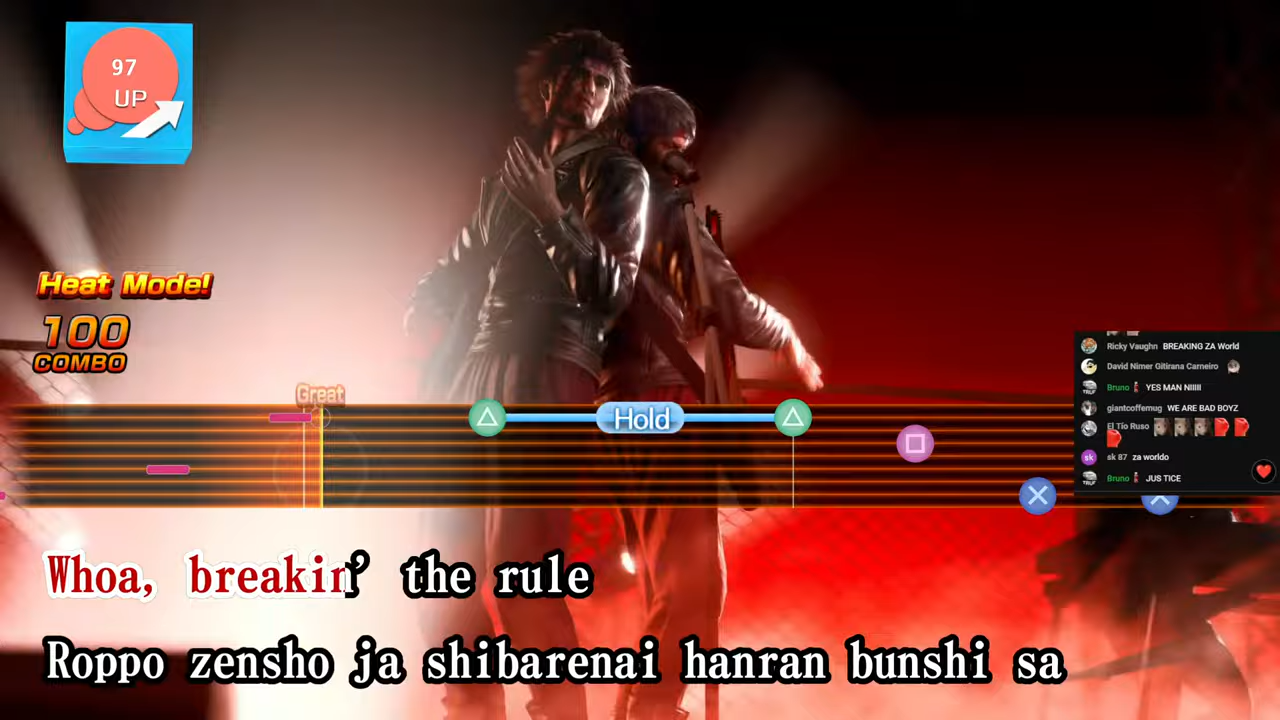 97
UP
Heat Mode!
100
COMBO
Great
Hold
Ricky Vaughn BREAKING ZA World
David Nimer Gitirana Carneiro
Bruno YES MAN NIIIII
giantcoffemug WE ARE BAD BOYZ
El Tío Ruso
sk sk 87 za worldo
Bruno JUS TICE
Whoa, breakin’ the rule
Roppo zensho ja shibarenai hanran bunshi sa